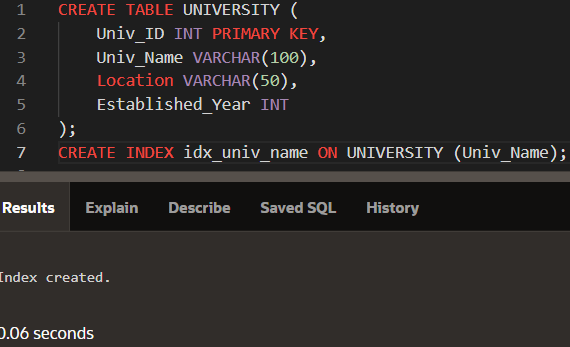 1 CREATE TABLE UNIVERSITY (
2 Univ_ID INT PRIMARY KEY,
3 Univ_Name VARCHAR(100),
4 Location VARCHAR(50),
5 Established_Year INT
6 );
7 CREATE INDEX idx_univ_name ON UNIVERSITY (Univ_Name);
Results Explain Describe Saved SQL History
Index created.
0.06 seconds